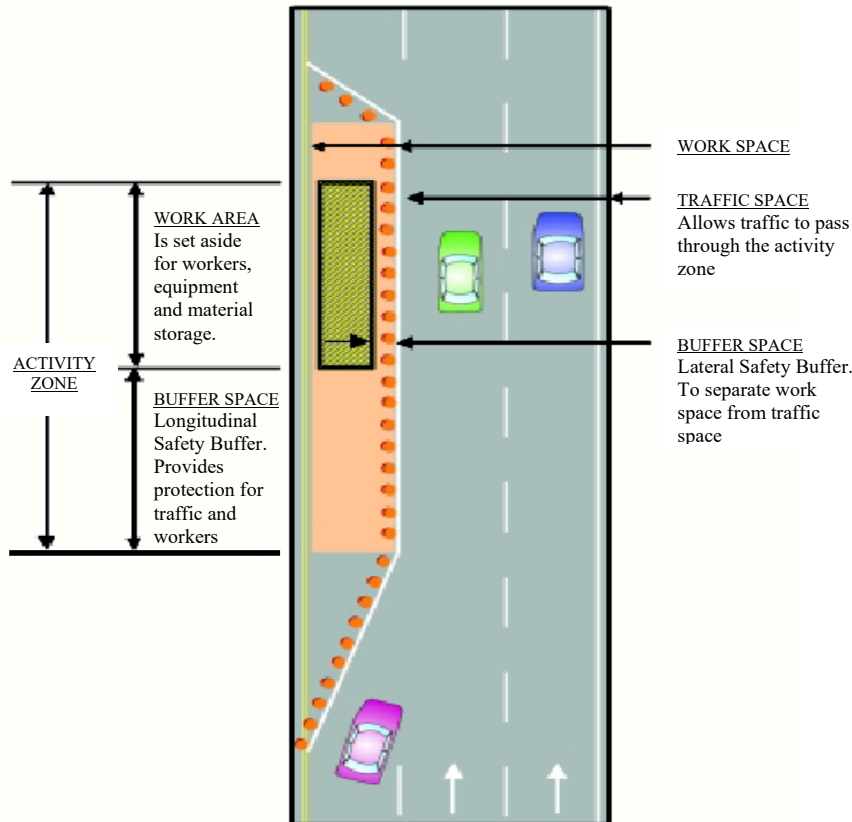 WORK SPACE
TRAFFIC SPACE
Allows traffic to pass
through the activity
zone
WORK AREA
Is set aside
for workers,
equipment
and material
storage.
ACTIVITY
ZONE
BUFFER SPACE
Lateral Safety Buffer.
To separate work
space from traffic
space
BUFFER SPACE
Longitudinal
Safety Buffer.
Provides
protection for
traffic and
workers